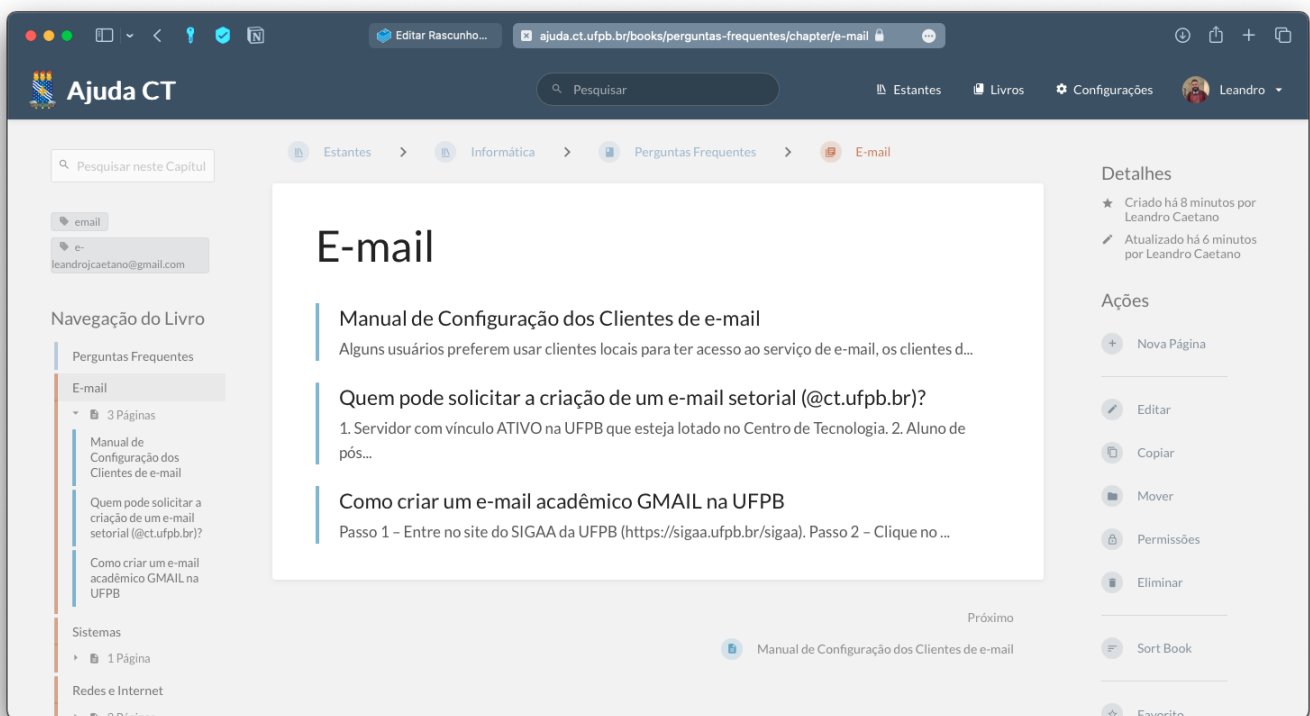 Editar Rascunho...
ajuda.ct.ufpb.br/books/perguntas-frequentes/chapter/e-mail
Ajuda CT
Pesquisar
Estantes
Livros
Configurações
Leandro
Pesquisar neste Capítul
email
e-
leandrojcaetano@gmail.com
Navegação do Livro
Perguntas Frequentes
E-mail
3 Páginas
Manual de
Configuração dos
Clientes de e-mail
Quem pode solicitar a
criação de um e-mail
setorial (@ct.ufpb.br)?
Como criar um e-mail
acadêmico GMAIL na
UFPB
Sistemas
1 Página
Redes e Internet
Estantes > Informática > Perguntas Frequentes > E-mail
E-mail
Manual de Configuração dos Clientes de e-mail
Alguns usuários preferem usar clientes locais para ter acesso ao serviço de e-mail, os clientes d...
Quem pode solicitar a criação de um e-mail setorial (@ct.ufpb.br)?
1. Servidor com vínculo ATIVO na UFPB que esteja lotado no Centro de Tecnologia. 2. Aluno de
pós...
Como criar um e-mail acadêmico GMAIL na UFPB
Passo 1 – Entre no site do SIGAA da UFPB (https://sigaa.ufpb.br/sigaa). Passo 2 – Clique no ...
Próximo
Manual de Configuração dos Clientes de e-mail
Detalhes
Criado há 8 minutos por
Leandro Caetano
Atualizado há 6 minutos
por Leandro Caetano
Ações
Nova Página
Editar
Copiar
Mover
Permissões
Eliminar
Sort Book
Favorito